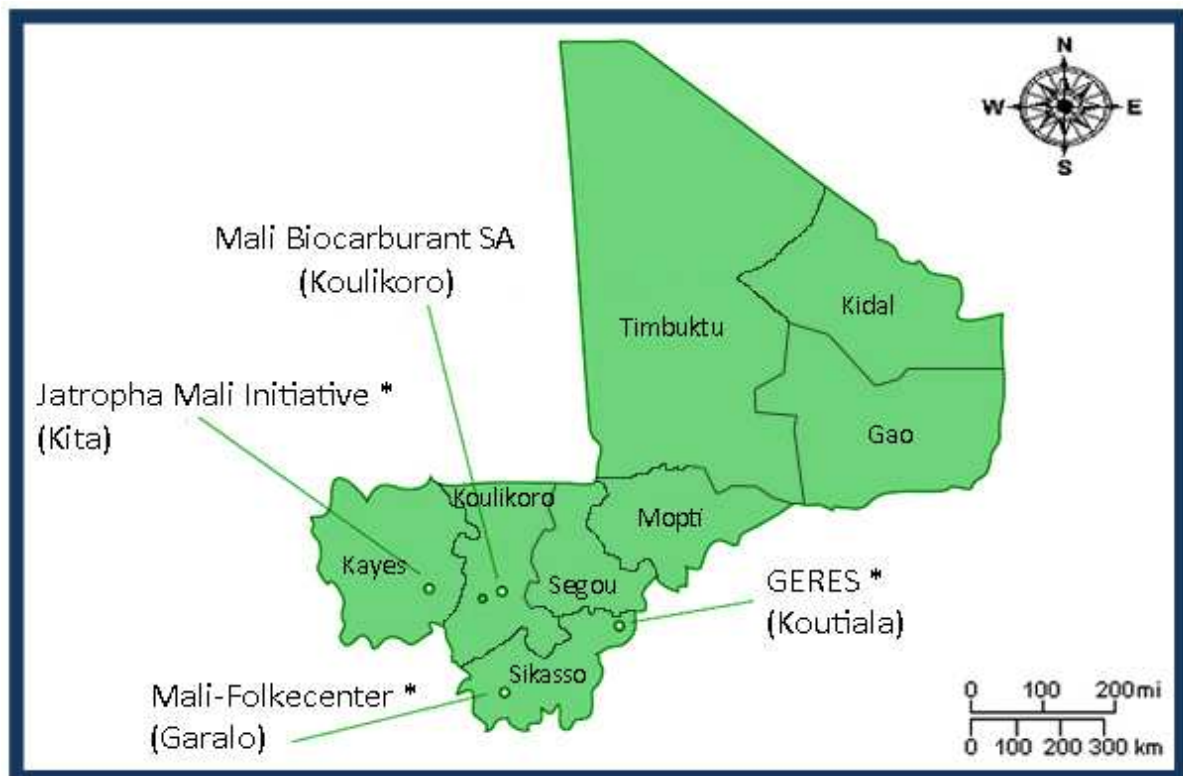 N
W E
S
Mali Biocarburant SA
(Koulikoro)
Timbuktu
Kidal
Jatropha Mali Initiative *
(Kita)
Gao
Koulikoro
Mopti
Kayes
Segou
GERES *
(Koutiala)
Sikasso
Mali-Folkecenter *
(Garalo)
0 100 200mi
0 100 200 300 km